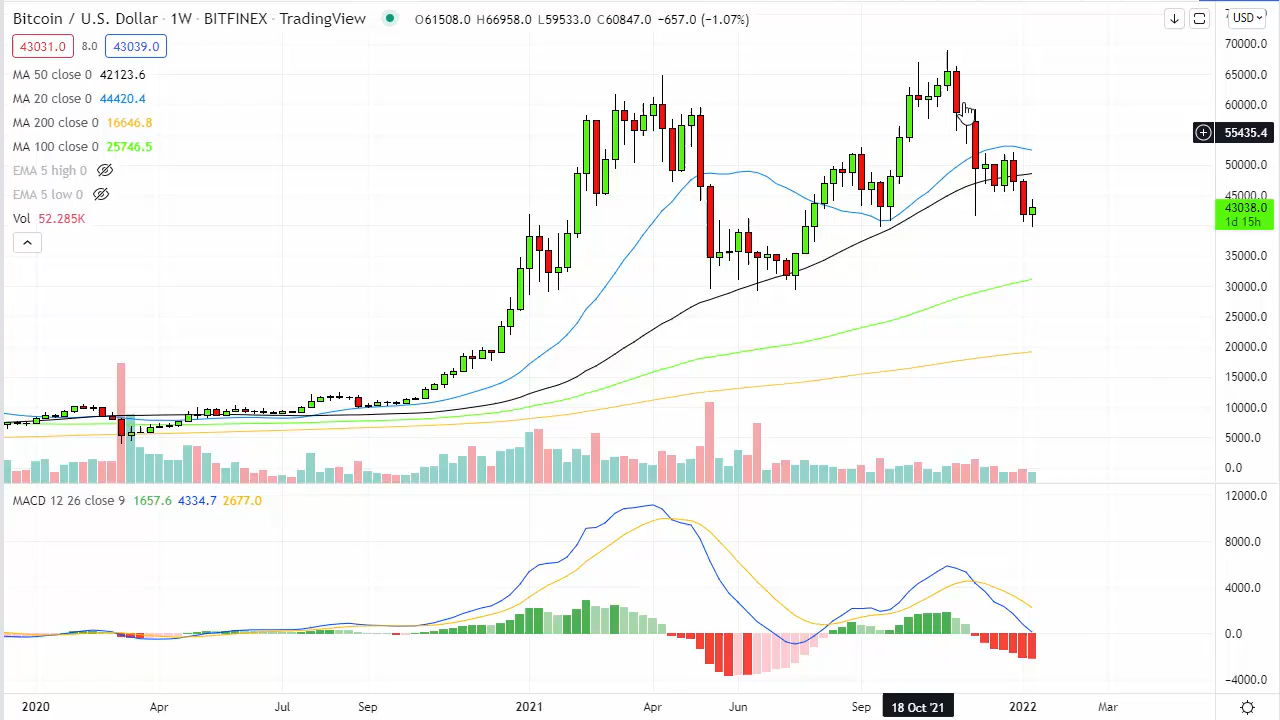 Bitcoin / U.S. Dollar · 1W · BITFINEX · TradingView O61508.0 H66958.0 L59533.0 C60847.0 −657.0 (−1.07%)
USD
43031.0 8.0 43039.0
MA 50 close 0 42123.6
MA 20 close 0 44420.4
MA 200 close 0 16646.8
MA 100 close 0 25746.5
EMA 5 high 0
EMA 5 low 0
Vol 52.285K
70000.0
65000.0
60000.0
55435.4
50000.0
45000.0
43038.0
1d 15h
35000.0
30000.0
25000.0
20000.0
15000.0
10000.0
5000.0
0.0
MACD 12 26 close 9 1657.6 4334.7 2677.0
12000.0
8000.0
4000.0
0.0
−4000.0
2020 Apr Jul Sep 2021 Apr Jun Sep 18 Oct '21 2022 Mar